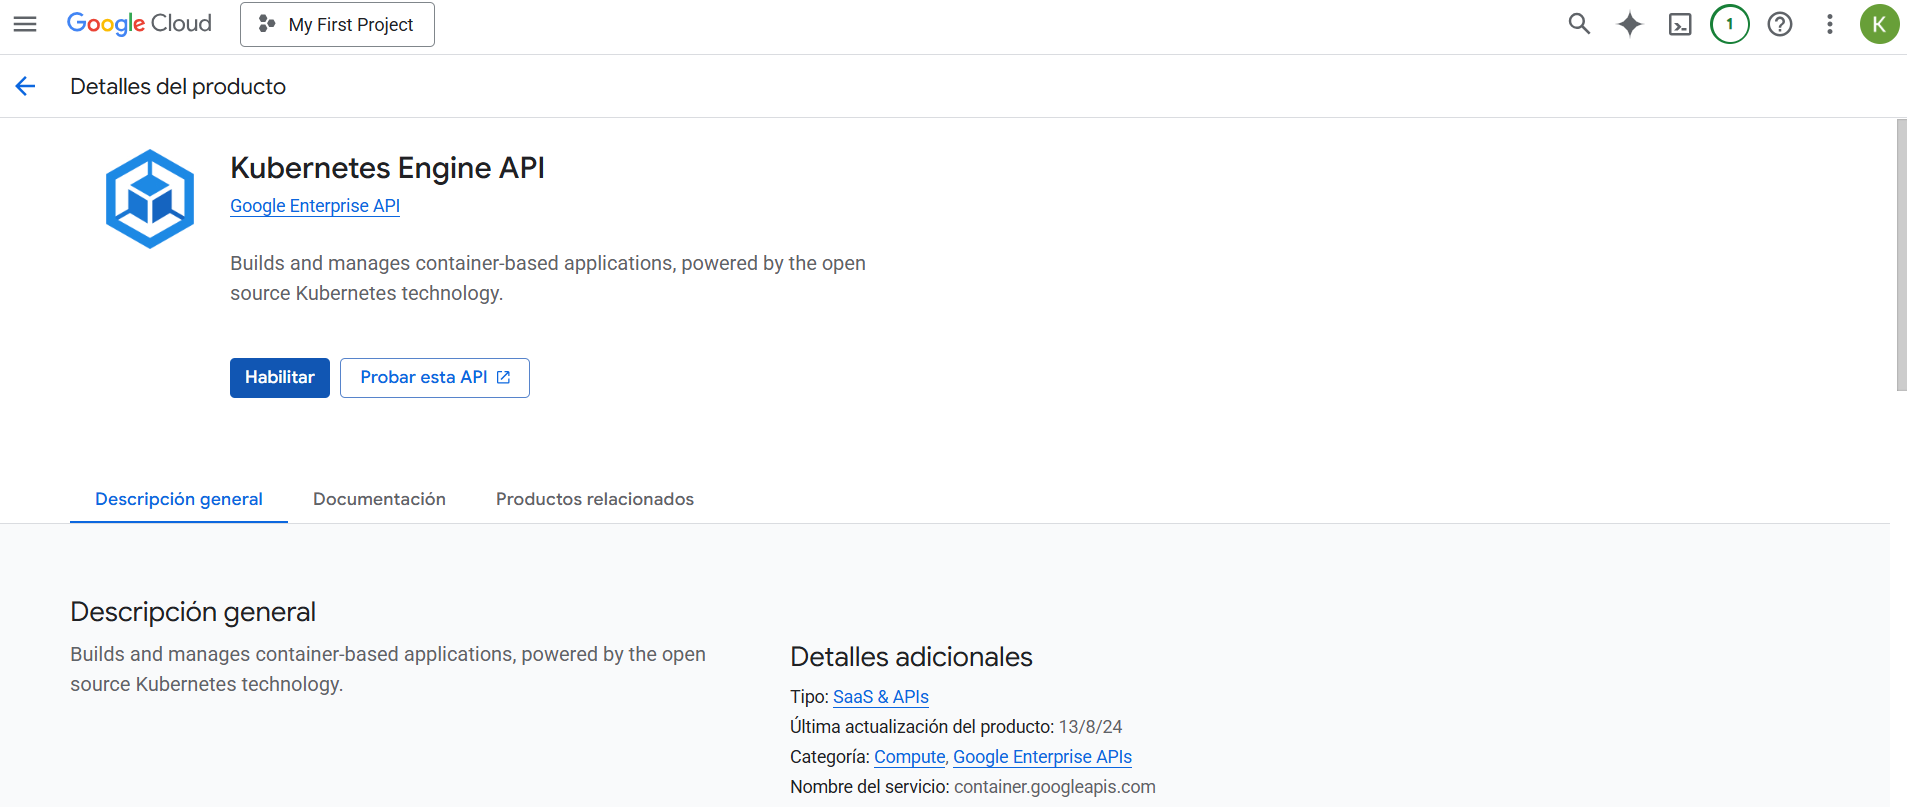 Google Cloud
My First Project
1
K
Detalles del producto
Kubernetes Engine API
Google Enterprise API
Builds and manages container-based applications, powered by the open
source Kubernetes technology.
Habilitar
Probar esta API
Descripción general
Documentación
Productos relacionados
Descripción general
Builds and manages container-based applications, powered by the open
source Kubernetes technology.
Detalles adicionales
Tipo: SaaS & APIs
Última actualización del producto: 13/8/24
Categoría: Compute, Google Enterprise APIs
Nombre del servicio: container.googleapis.com